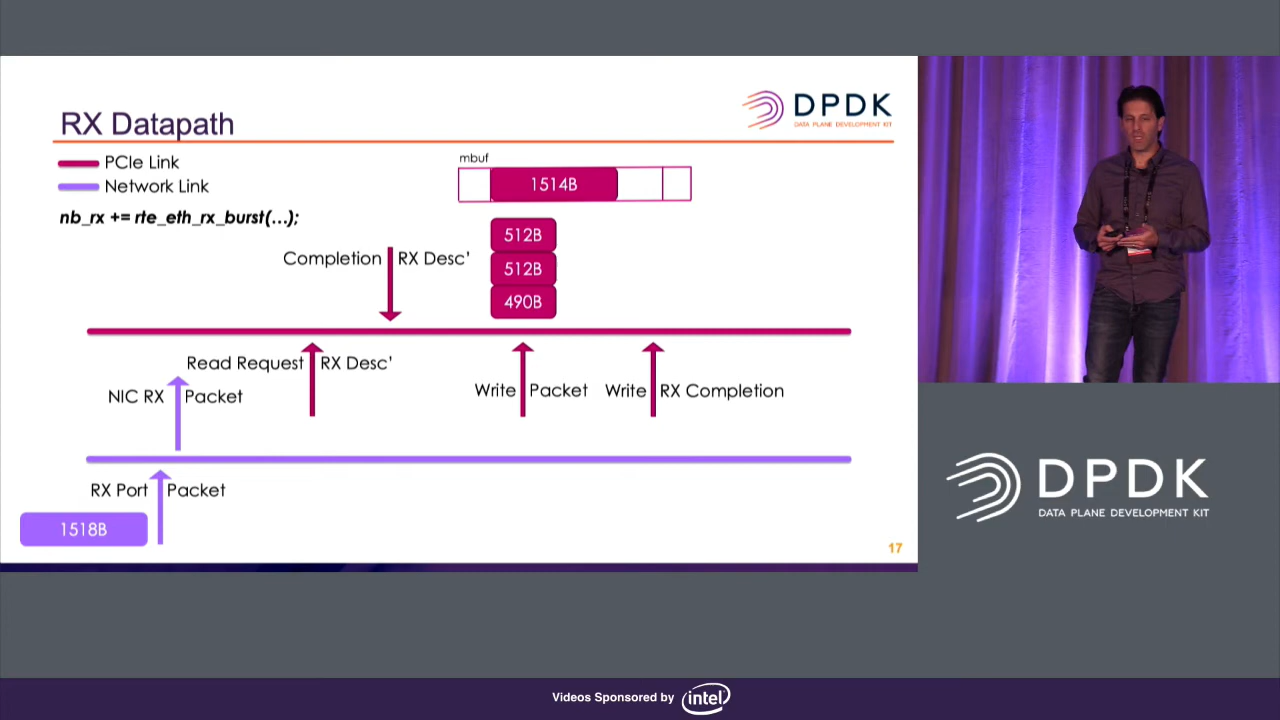 RX Datapath
DPDK
DATA PLANE DEVELOPMENT KIT
PCIe Link
Network Link
nb_rx += rte_eth_rx_burst(...);
mbuf
1514B
512B
512B
490B
Completion RX Desc'
Read Request RX Desc'
NIC RX Packet
Write Packet
Write RX Completion
RX Port Packet
1518B
17
DPDK
DATA PLANE DEVELOPMENT KIT
Videos Sponsored by intel